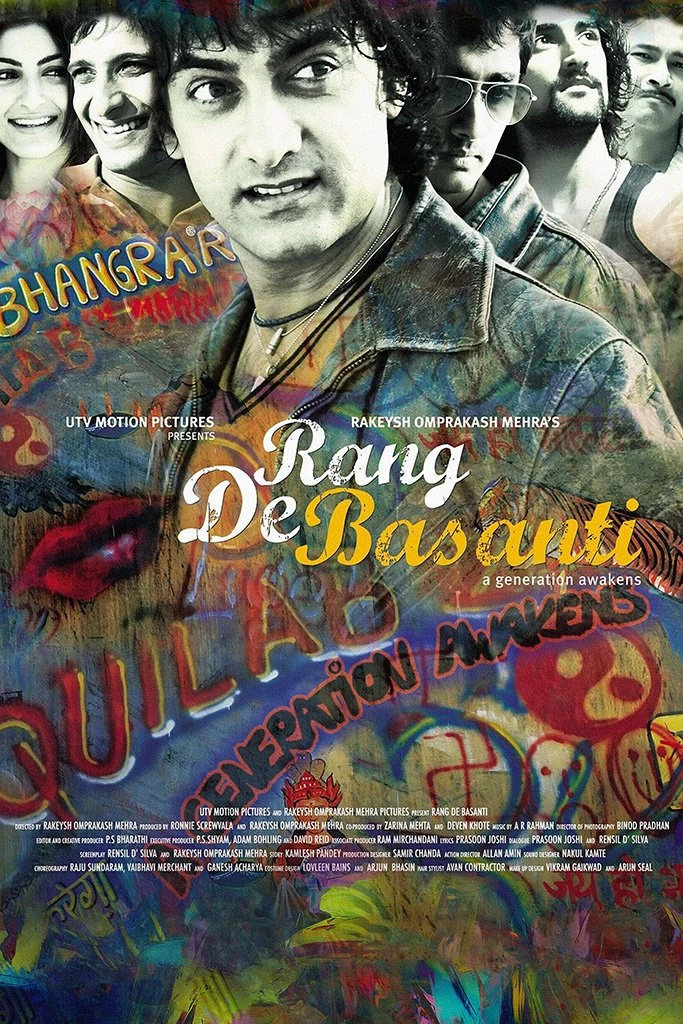 BHANGRA'R
UTV MOTION PICTURES
PRESENTS
RAKEYSH OMPRAKASH MEHRA'S
Rang
De Basanti
a generation awakens
QUILAB
A GENERATION AWAKENS
UTV MOTION PICTURES AND RAKEYSH OMPRAKASH MEHRA PICTURES PRESENT RANG DE BASANTI
DIRECTED BY RAKEYSH OMPRAKASH MEHRA PRODUCED BY RONNIE SCREWVALA AND RAKEYSH OMPRAKASH MEHRA CO-PRODUCED BY ZARINA MEHTA AND DEVEN KHOTE MUSIC BY A R RAHMAN DIRECTOR OF PHOTOGRAPHY BINOD PRADHAN
EDITOR AND CREATIVE PRODUCER P.S BHARATHI EXECUTIVE PRODUCER P.S.SHYAM, ADAM BOHLING AND DAVID REID ASSOCIATE PRODUCER RAM MIRCHANDANI LYRICS PRASOON JOSHI DIALOGUE PRASOON JOSHI AND RENSIL D' SILVA
SCREENPLAY RENSIL D' SILVA AND RAKEYSH OMPRAKASH MEHRA STORY KAMLESH PANDEY PRODUCTION DESIGNER SAMIR CHANDA ACTION DIRECTOR ALLAN AMIN SOUND DESIGNER NAKUL KAMTE
CHOREOGRAPHY RAJU SUNDARAM, VAIBHAVI MERCHANT AND GANESH ACHARYA COSTUME DESIGN LOVLEEN BAINS AND ARJUN BHASIN HAIR STYLIST AVAN CONTRACTOR MAKE-UP DESIGN VIKRAM GAIKWAD AND ARUN SEAL
जय हो